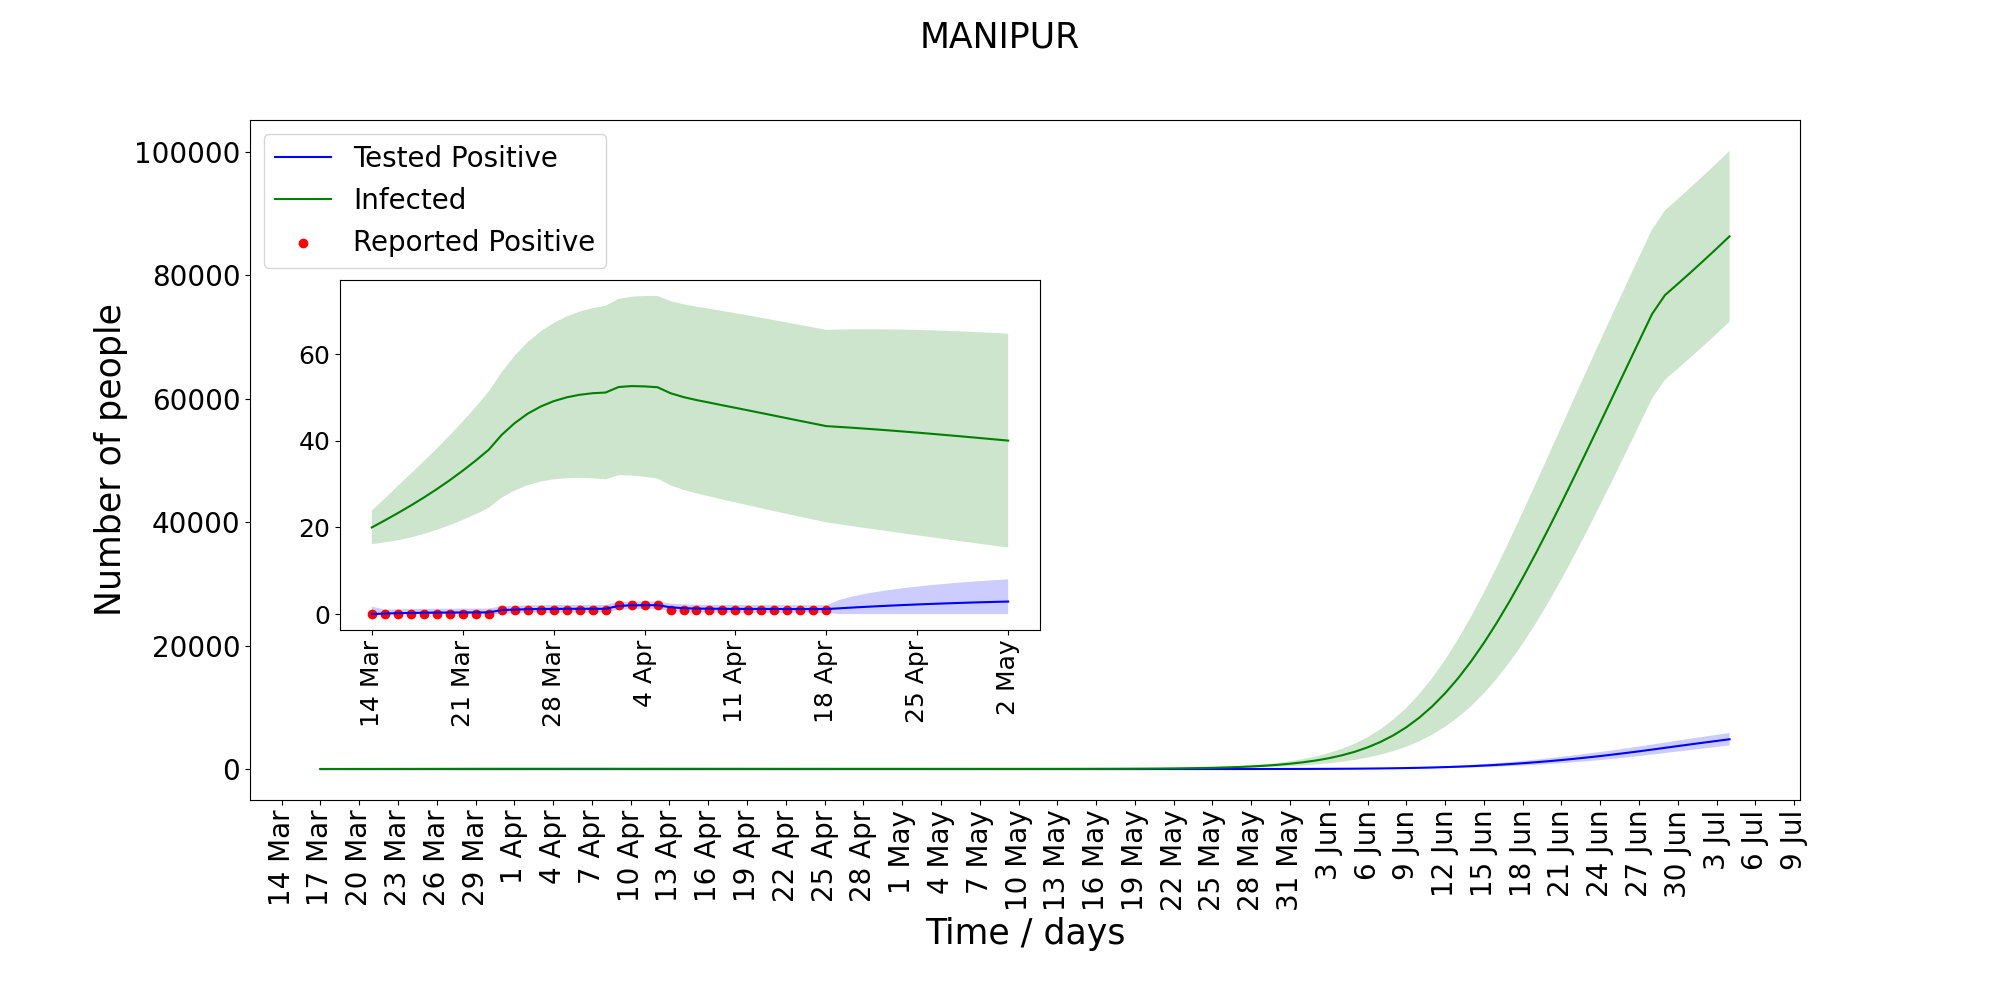 MANIPUR
Tested Positive
Infected
Reported Positive
Number of people
100000
80000
60000
40000
20000
0
60
40
20
0
14 Mar
21 Mar
28 Mar
4 Apr
11 Apr
18 Apr
25 Apr
2 May
14 Mar
17 Mar
20 Mar
23 Mar
26 Mar
29 Mar
1 Apr
4 Apr
7 Apr
10 Apr
13 Apr
16 Apr
19 Apr
22 Apr
25 Apr
28 Apr
1 May
4 May
7 May
10 May
13 May
16 May
19 May
22 May
25 May
28 May
31 May
3 Jun
6 Jun
9 Jun
12 Jun
15 Jun
18 Jun
21 Jun
24 Jun
27 Jun
30 Jun
3 Jul
6 Jul
9 Jul
Time / days